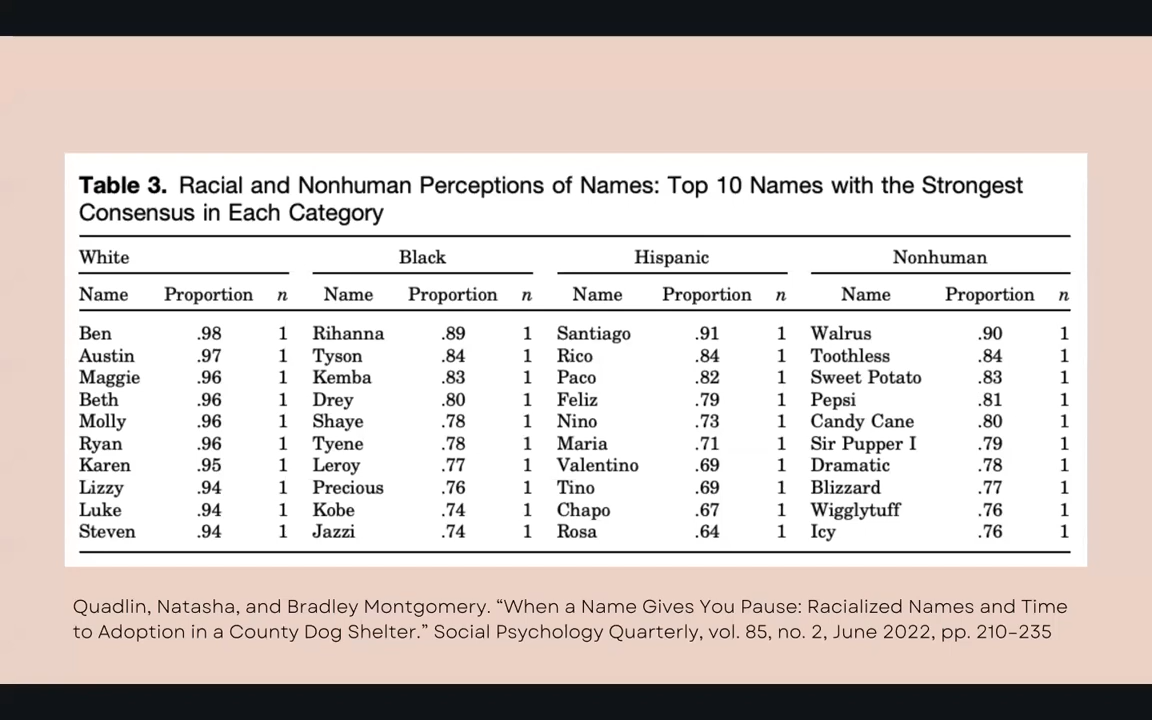 Table 3. Racial and Nonhuman Perceptions of Names: Top 10 Names with the Strongest
Consensus in Each Category
White Black Hispanic Nonhuman
Name Proportion n Name Proportion n Name Proportion n Name Proportion n
Ben .98 1 Rihanna .89 1 Santiago .91 1 Walrus .90 1
Austin .97 1 Tyson .84 1 Rico .84 1 Toothless .84 1
Maggie .96 1 Kemba .83 1 Paco .82 1 Sweet Potato .83 1
Beth .96 1 Drey .80 1 Feliz .79 1 Pepsi .81 1
Molly .96 1 Shaye .78 1 Nino .73 1 Candy Cane .80 1
Ryan .96 1 Tyene .78 1 Maria .71 1 Sir Pupper I .79 1
Karen .95 1 Leroy .77 1 Valentino .69 1 Dramatic .78 1
Lizzy .94 1 Precious .76 1 Tino .69 1 Blizzard .77 1
Luke .94 1 Kobe .74 1 Chapo .67 1 Wigglytuff .76 1
Steven .94 1 Jazzi .74 1 Rosa .64 1 Icy .76 1
Quadlin, Natasha, and Bradley Montgomery. “When a Name Gives You Pause: Racialized Names and Time
to Adoption in a County Dog Shelter.” Social Psychology Quarterly, vol. 85, no. 2, June 2022, pp. 210–235